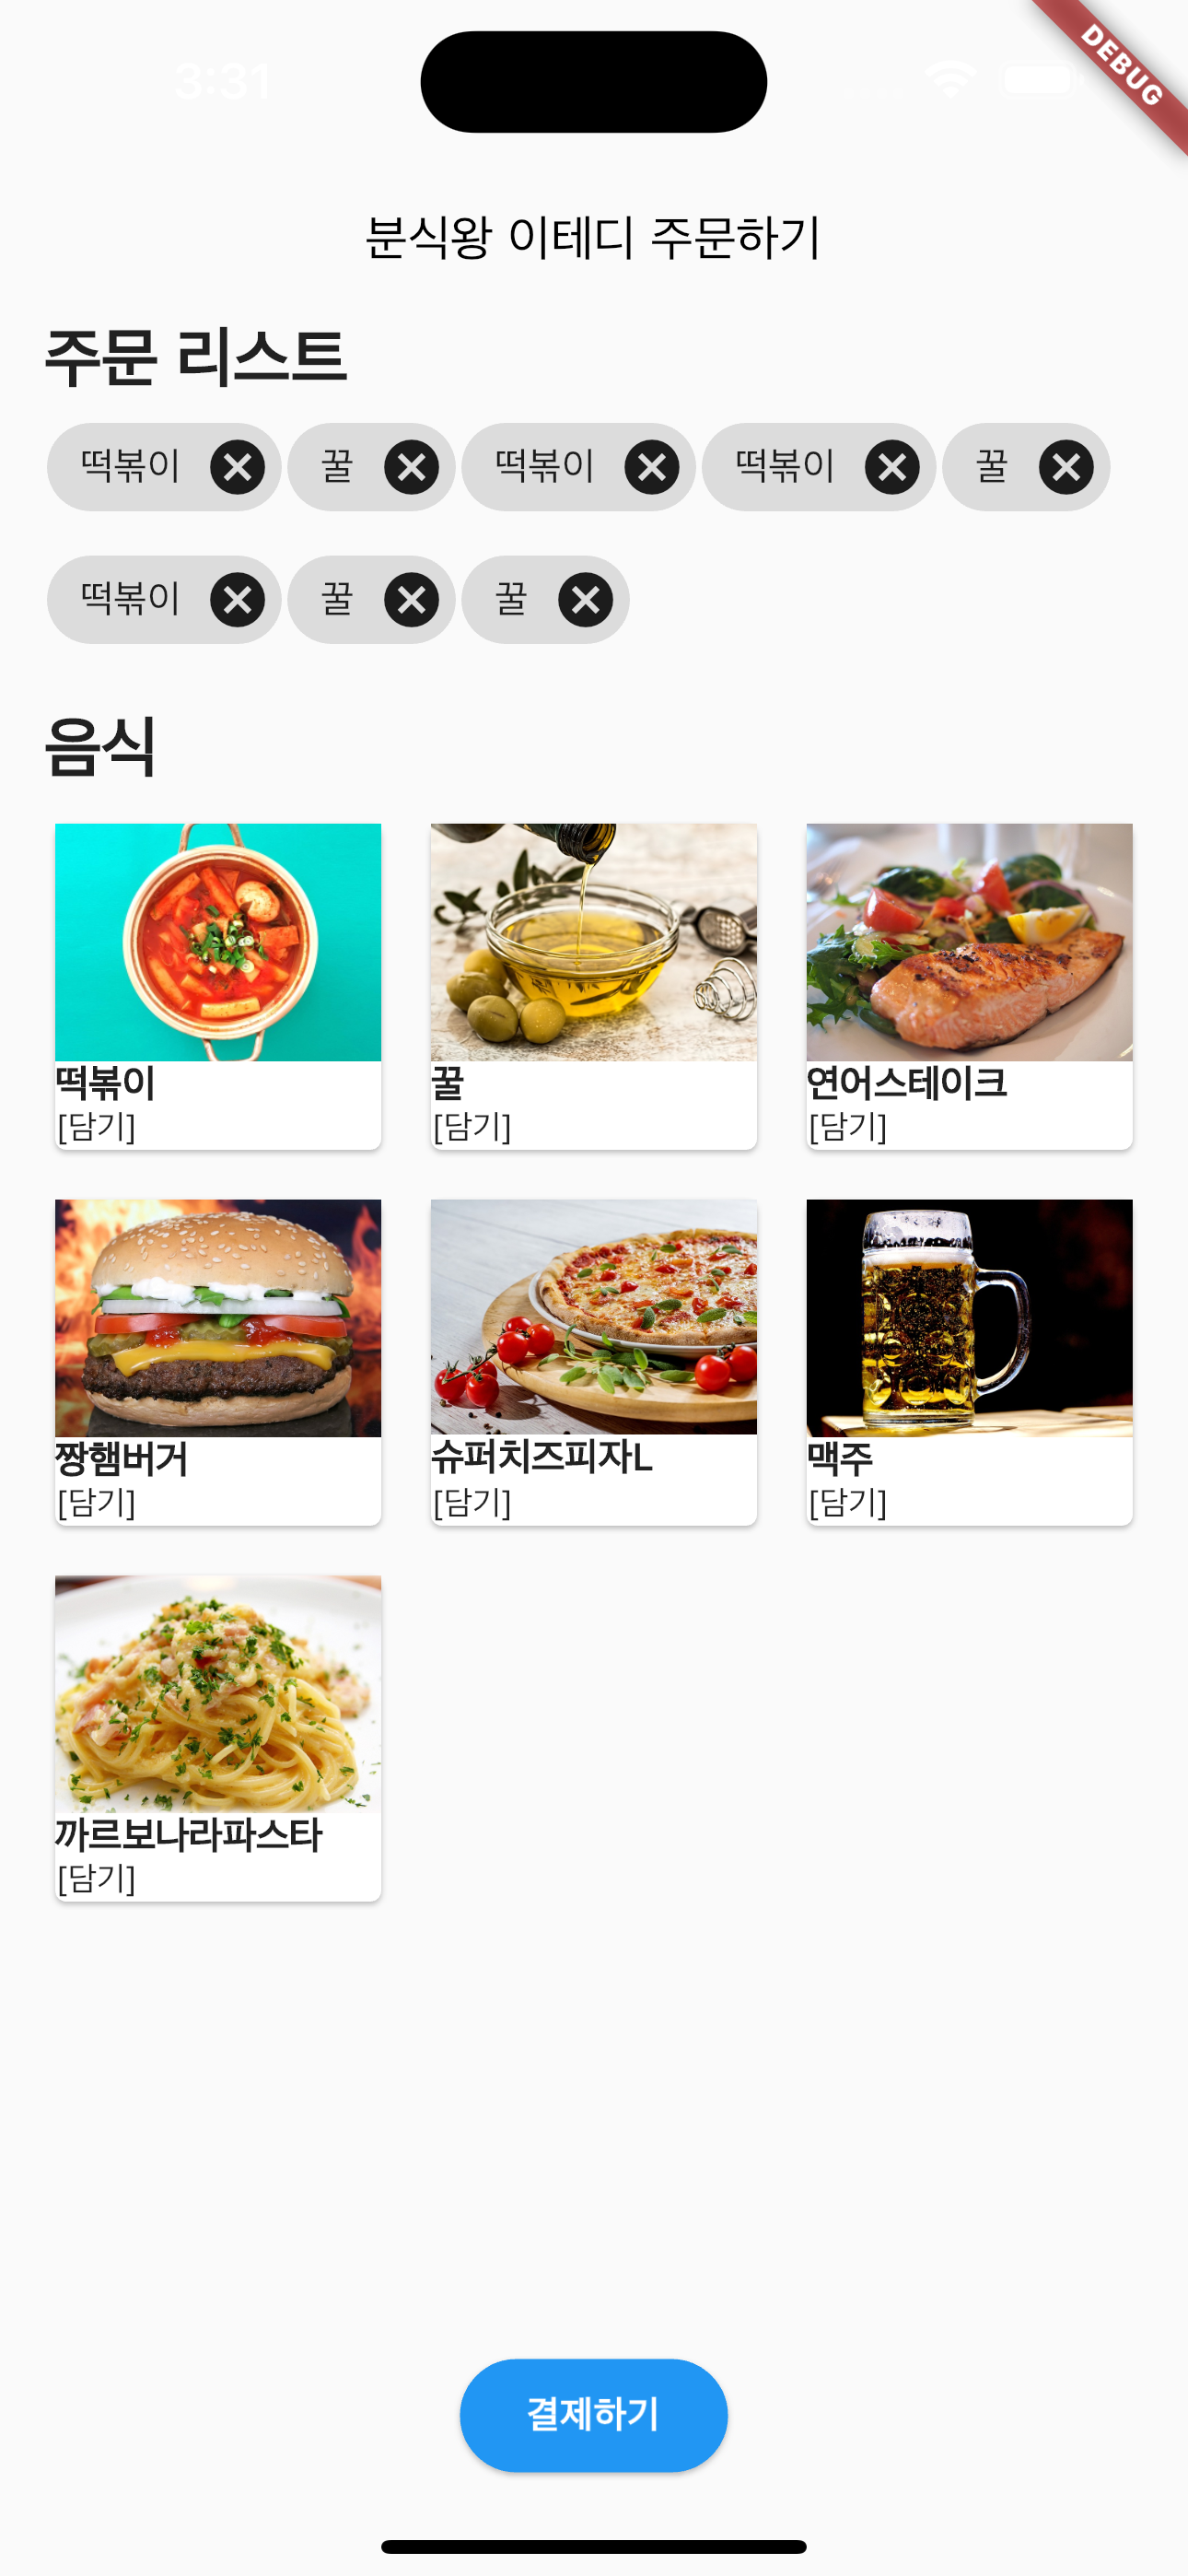 3:31
DEBUG
분식왕 이테디 주문하기
주문 리스트
떡볶이 꿀 떡볶이 떡볶이 꿀
떡볶이 꿀 꿀
음식
떡볶이 꿀 연어스테이크
[담기] [담기] [담기]
짱햄버거 슈퍼치즈피자L 맥주
[담기] [담기] [담기]
까르보나라파스타
[담기]
결제하기